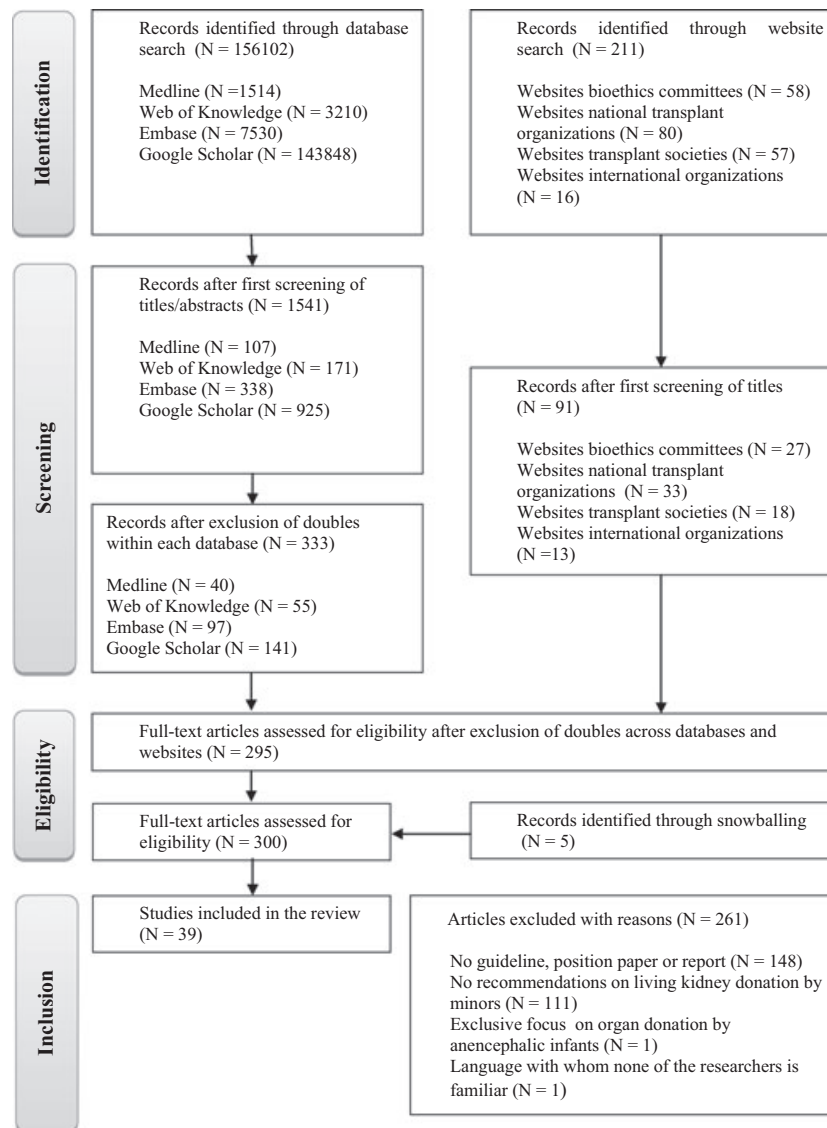 Identification
Records identified through database
search (N = 156102)
Medline (N =1514)
Web of Knowledge (N = 3210)
Embase (N = 7530)
Google Scholar (N = 143848)
Records identified through website
search (N = 211)
Websites bioethics committees (N = 58)
Websites national transplant
organizations (N = 80)
Websites transplant societies (N = 57)
Websites international organizations
(N = 16)
Screening
Records after first screening of
titles/abstracts (N = 1541)
Medline (N = 107)
Web of Knowledge (N = 171)
Embase (N = 338)
Google Scholar (N = 925)
Records after first screening of titles
(N = 91)
Websites bioethics committees (N = 27)
Websites national transplant
organizations (N = 33)
Websites transplant societies (N = 18)
Websites international organizations
(N =13)
Records after exclusion of doubles
within each database (N = 333)
Medline (N = 40)
Web of Knowledge (N = 55)
Embase (N = 97)
Google Scholar (N = 141)
Eligibility
Full-text articles assessed for eligibility after exclusion of doubles across databases and
websites (N = 295)
Full-text articles assessed for
eligibility (N = 300)
Records identified through snowballing
(N = 5)
Inclusion
Studies included in the review
(N = 39)
Articles excluded with reasons (N = 261)
No guideline, position paper or report (N = 148)
No recommendations on living kidney donation by
minors (N = 111)
Exclusive focus on organ donation by
anencephalic infants (N = 1)
Language with whom none of the researchers is
familiar (N = 1)